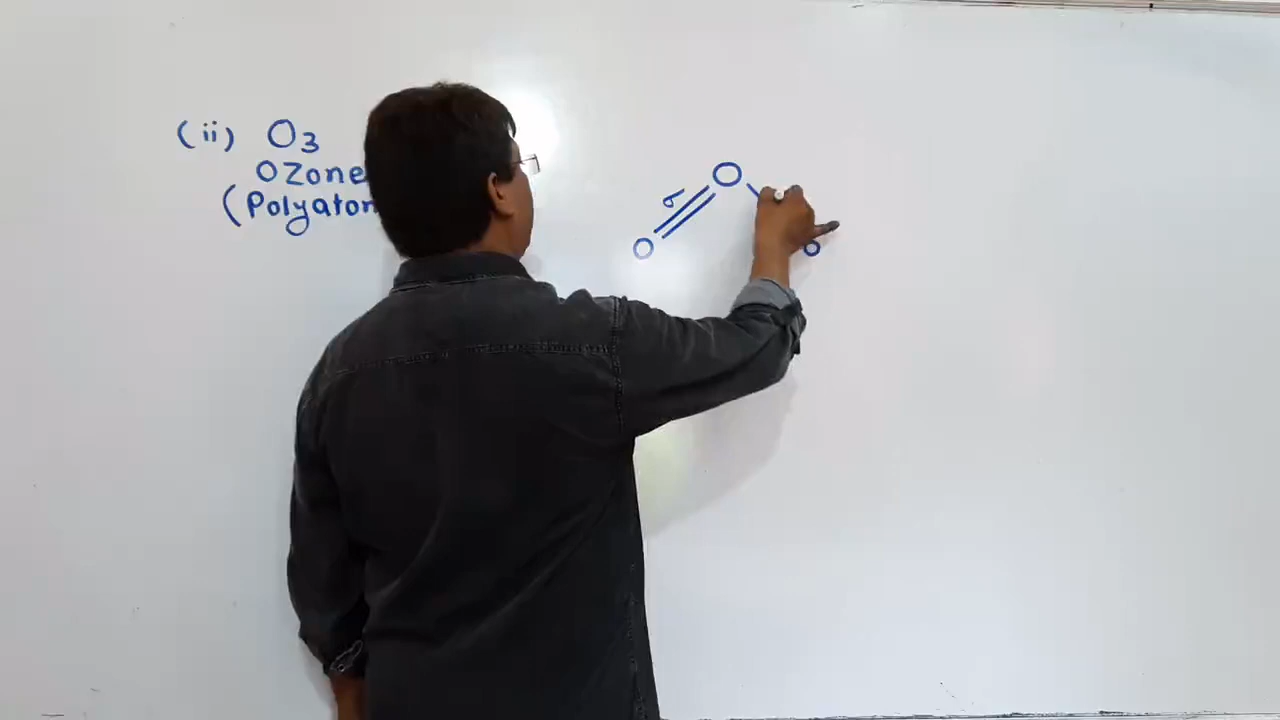 (ii) O3
Ozone
(Polyatom
O
σ
O O